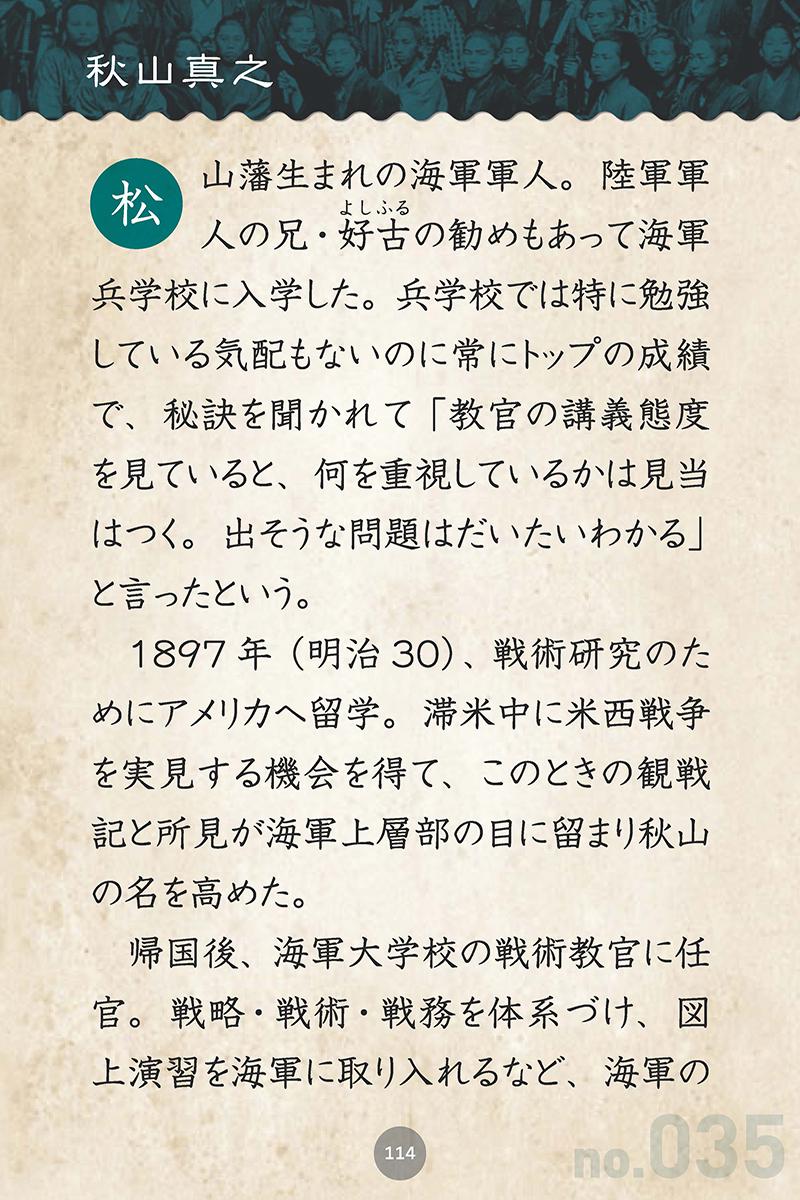 秋山真之
松山藩生まれの海軍軍人。陸軍軍
よしふる
人の兄・好古の勧めもあって海軍
兵学校に入学した。兵学校では特に勉強
している気配もないのに常にトップの成績
で、秘訣を聞かれて「教官の講義態度
を見ていると、何を重視しているかは見当
はつく。出そうな問題はだいたいわかる」
と言ったという。
1897年（明治30）、戦術研究のた
めにアメリカへ留学。滞米中に米西戦争
を実見する機会を得て、このときの観戦
記と所見が海軍上層部の目に留まり秋山
の名を高めた。
帰国後、海軍大学校の戦術教官に任
官。戦略・戦術・戦務を体系づけ、図
上演習を海軍に取り入れるなど、海軍の
114
no.035